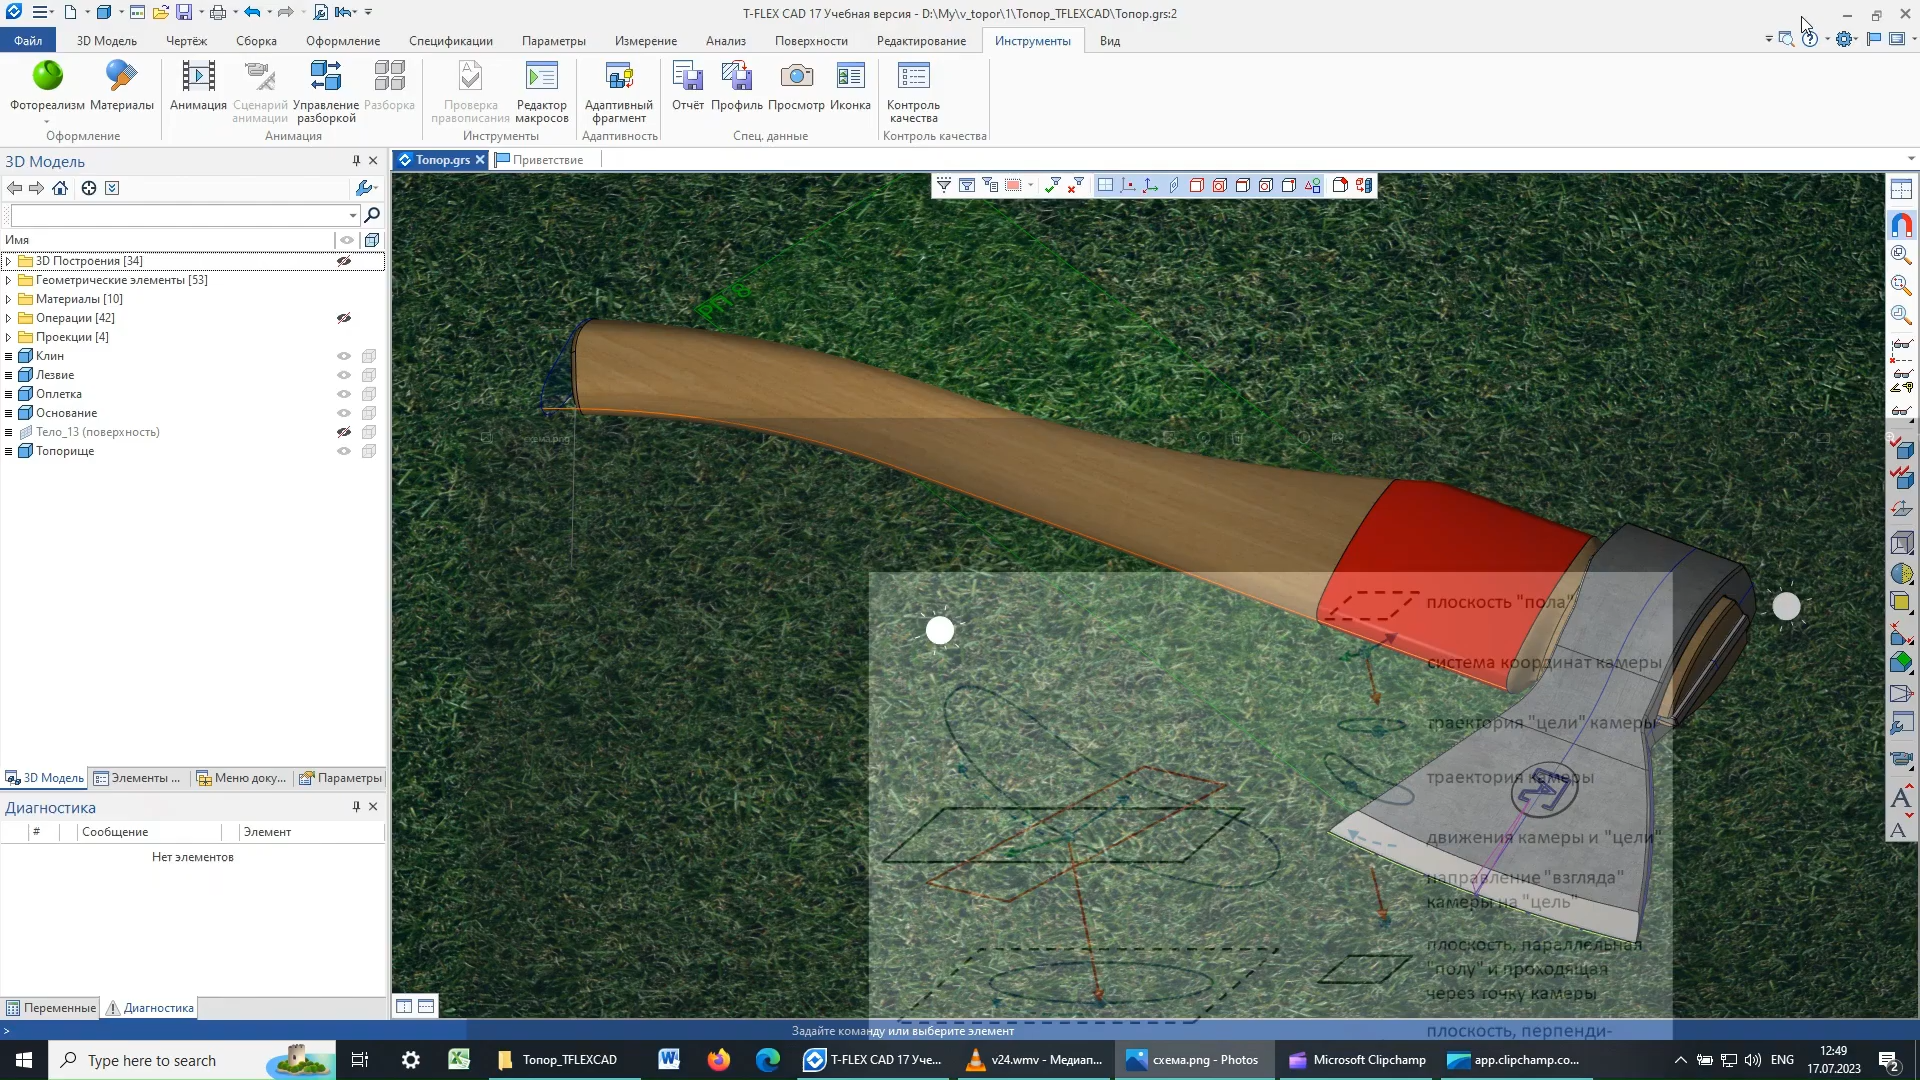 T-FLEX CAD 17 Учебная версия - D:\My\v_topor\1\Топор_TFLEXCAD\Топор.grs:2
Файл
3D Модель
Чертёж
Сборка
Оформление
Спецификации
Параметры
Измерение
Анализ
Поверхности
Редактирование
Инструменты
Вид
Фотореализм
Материалы
Оформление
Анимация
Сценарий анимации
Управление разборкой
Разборка
Анимация
Проверка правописания
Редактор макросов
Инструменты
Адаптивный фрагмент
Адаптивность
Отчёт
Профиль
Просмотр
Иконка
Спец. данные
Контроль качества
Контроль качества
3D Модель
Топор.grs
Приветствие
Имя
3D Построения [34]
Геометрические элементы [53]
Материалы [10]
Операции [42]
Проекции [4]
Клин
Лезвие
Оплетка
Основание
Тело_13 (поверхность)
Топорище
схема.png
плоскость "пола"
система координат камеры
траектория "цели" камеры
траектория камеры
движения камеры и "цели"
направление "взгляда"
камеры на "цель"
плоскость, параллельная
"полу" и проходящая
через точку камеры
плоскость, перпенди-
3D Модель
Элементы ...
Меню доку...
Параметры
Диагностика
#
Сообщение
Элемент
Нет элементов
Переменные
Диагностика
>
Задайте команду или выберите элемент
Type here to search
Топор_TFLEXCAD
T-FLEX CAD 17 Уче...
v24.wmv - Медиап...
схема.png - Photos
Microsoft Clipchamp
app.clipchamp.co...
ENG
12:49
17.07.2023
2